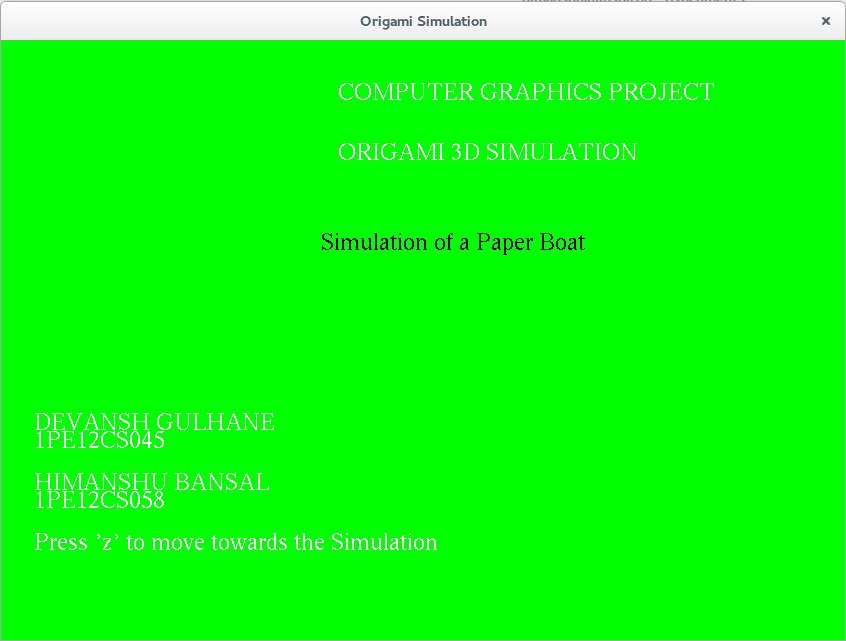 Origami Simulation
COMPUTER GRAPHICS PROJECT
ORIGAMI 3D SIMULATION
Simulation of a Paper Boat
DEVANSH GULHANE
1PE12CS045
HIMANSHU BANSAL
1PE12CS058
Press 'z' to move towards the Simulation